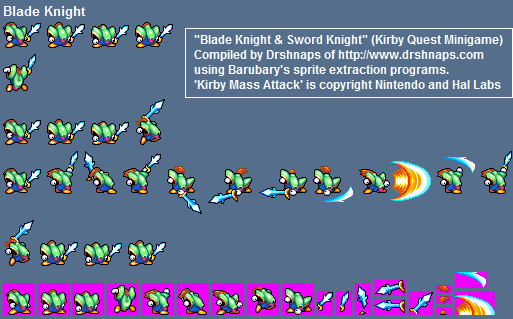 Blade Knight
"Blade Knight & Sword Knight" (Kirby Quest Minigame)
Compiled by Drshnaps of http://www.drshnaps.com
using Barubary's sprite extraction programs.
'Kirby Mass Attack' is copyright Nintendo and Hal Labs